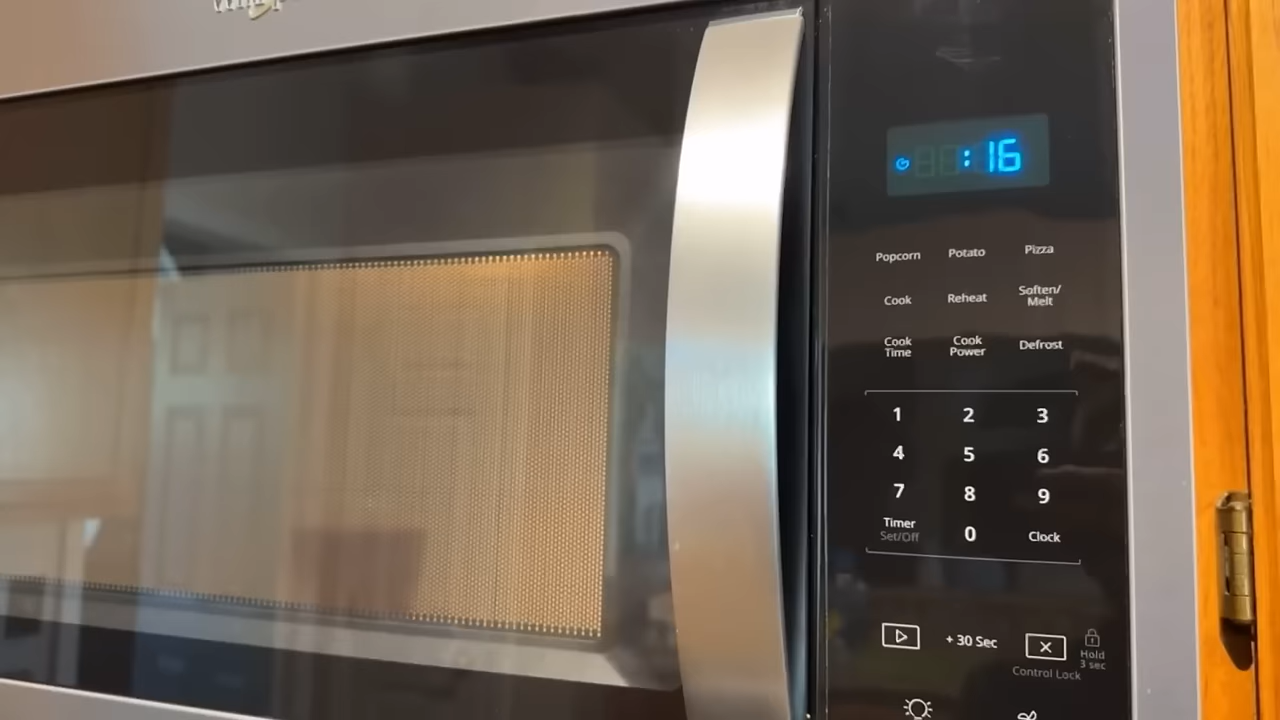 :16
Popcorn Potato Pizza
Cook Reheat Soften/
Melt
Cook Time Cook Power Defrost
1 2 3
4 5 6
7 8 9
Timer
Set/Off 0 Clock
+ 30 Sec
Hold
3 sec
Control Lock